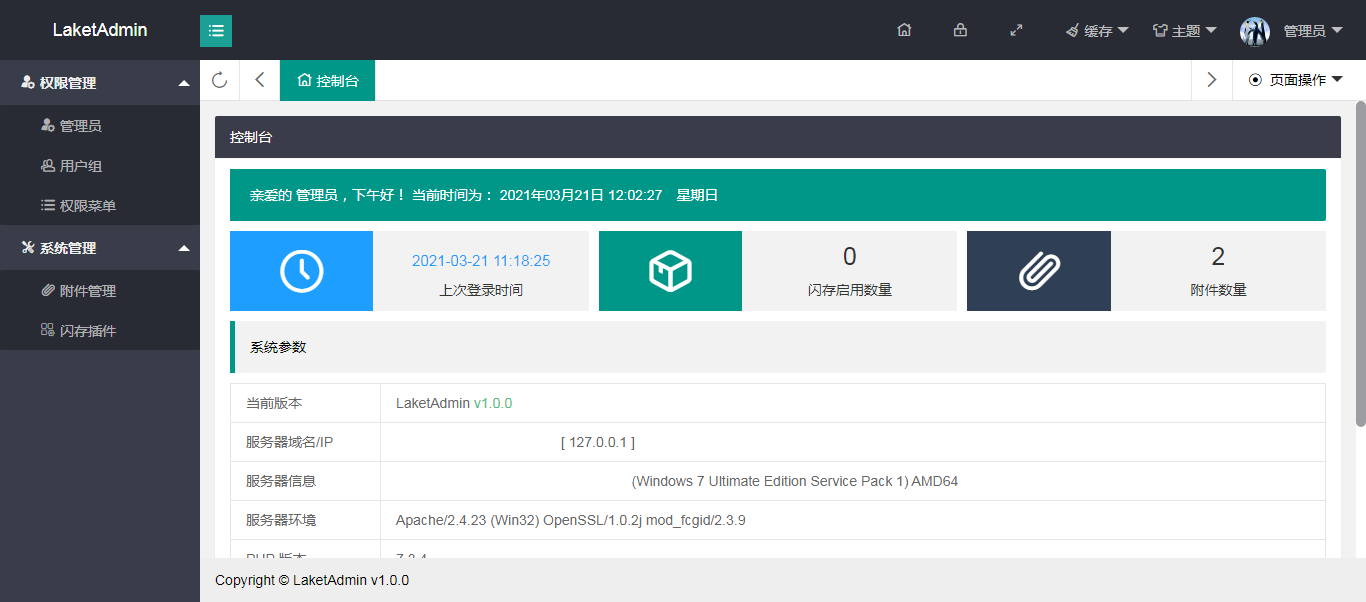 LaketAdmin
缓存
主题
管理员
权限管理
管理员
用户组
权限菜单
系统管理
附件管理
闪存插件
控制台
页面操作
控制台
亲爱的 管理员，下午好！ 当前时间为： 2021年03月21日 12:02:27 星期日
2021-03-21 11:18:25
上次登录时间
0
闪存启用数量
2
附件数量
系统参数
当前版本 LaketAdmin v1.0.0
服务器域名/IP [ 127.0.0.1 ]
服务器信息 (Windows 7 Ultimate Edition Service Pack 1) AMD64
服务器环境 Apache/2.4.23 (Win32) OpenSSL/1.0.2j mod_fcgid/2.3.9
PHP 版本
Copyright © LaketAdmin v1.0.0